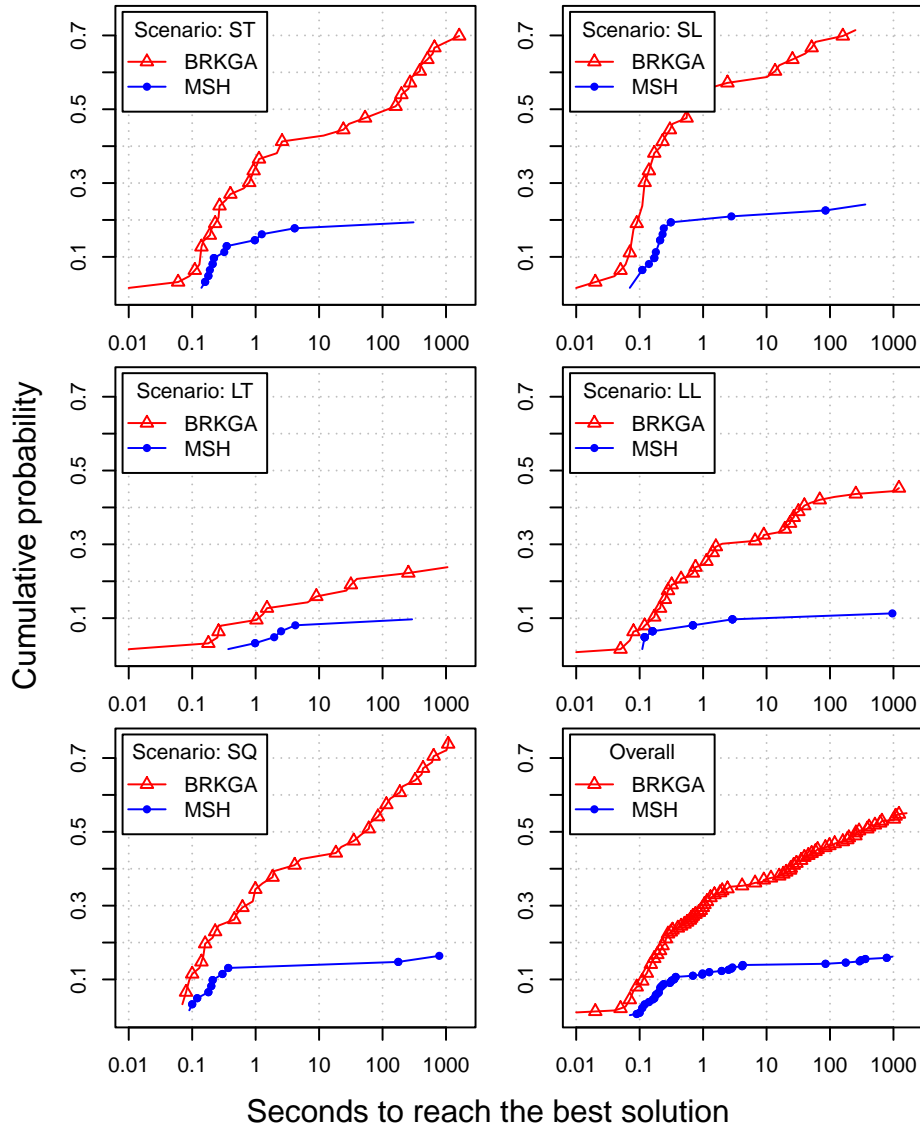 Scenario: ST
BRKGA
MSH
0.1 0.3 0.5 0.7
0.01 0.1 1 10 100 1000
Scenario: SL
BRKGA
MSH
0.1 0.3 0.5 0.7
0.01 0.1 1 10 100 1000
Scenario: LT
BRKGA
MSH
0.1 0.3 0.5 0.7
0.01 0.1 1 10 100 1000
Scenario: LL
BRKGA
MSH
0.1 0.3 0.5 0.7
0.01 0.1 1 10 100 1000
Scenario: SQ
BRKGA
MSH
0.1 0.3 0.5 0.7
0.01 0.1 1 10 100 1000
Overall
BRKGA
MSH
0.1 0.3 0.5 0.7
0.01 0.1 1 10 100 1000
Cumulative probability
Seconds to reach the best solution